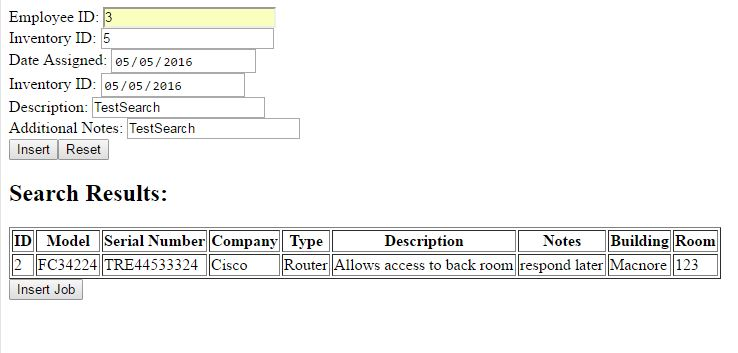 Employee ID: 3
Inventory ID: 5
Date Assigned: 05/05/2016
Inventory ID: 05/05/2016
Description: TestSearch
Additional Notes: TestSearch
Insert Reset
Search Results:
ID Model Serial Number Company Type Description Notes Building Room
2 FC34224 TRE44533324 Cisco Router Allows access to back room respond later Macnore 123
Insert Job